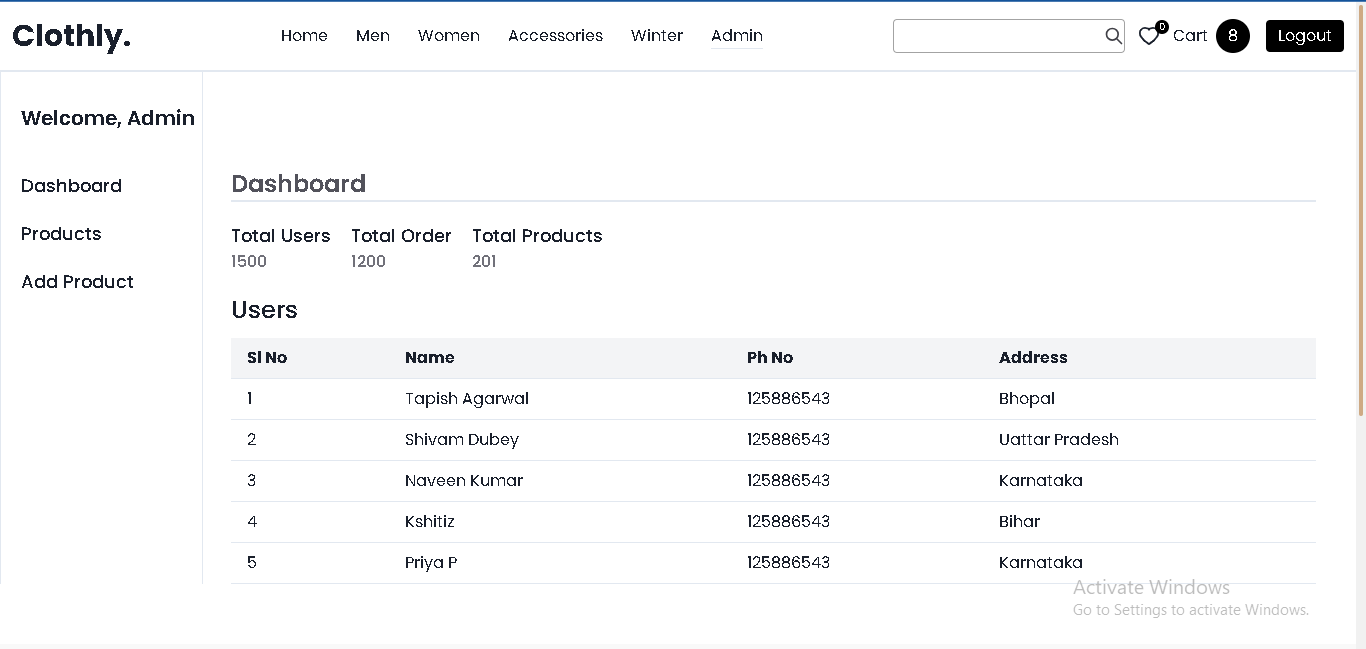 Clothly.
Home Men Women Accessories Winter Admin
0
Cart 8 Logout
Welcome, Admin
Dashboard
Products
Add Product
Dashboard
Total Users Total Order Total Products
1500 1200 201
Users
Sl No Name Ph No Address
1 Tapish Agarwal 125886543 Bhopal
2 Shivam Dubey 125886543 Uattar Pradesh
3 Naveen Kumar 125886543 Karnataka
4 Kshitiz 125886543 Bihar
5 Priya P 125886543 Karnataka
Activate Windows
Go to Settings to activate Windows.